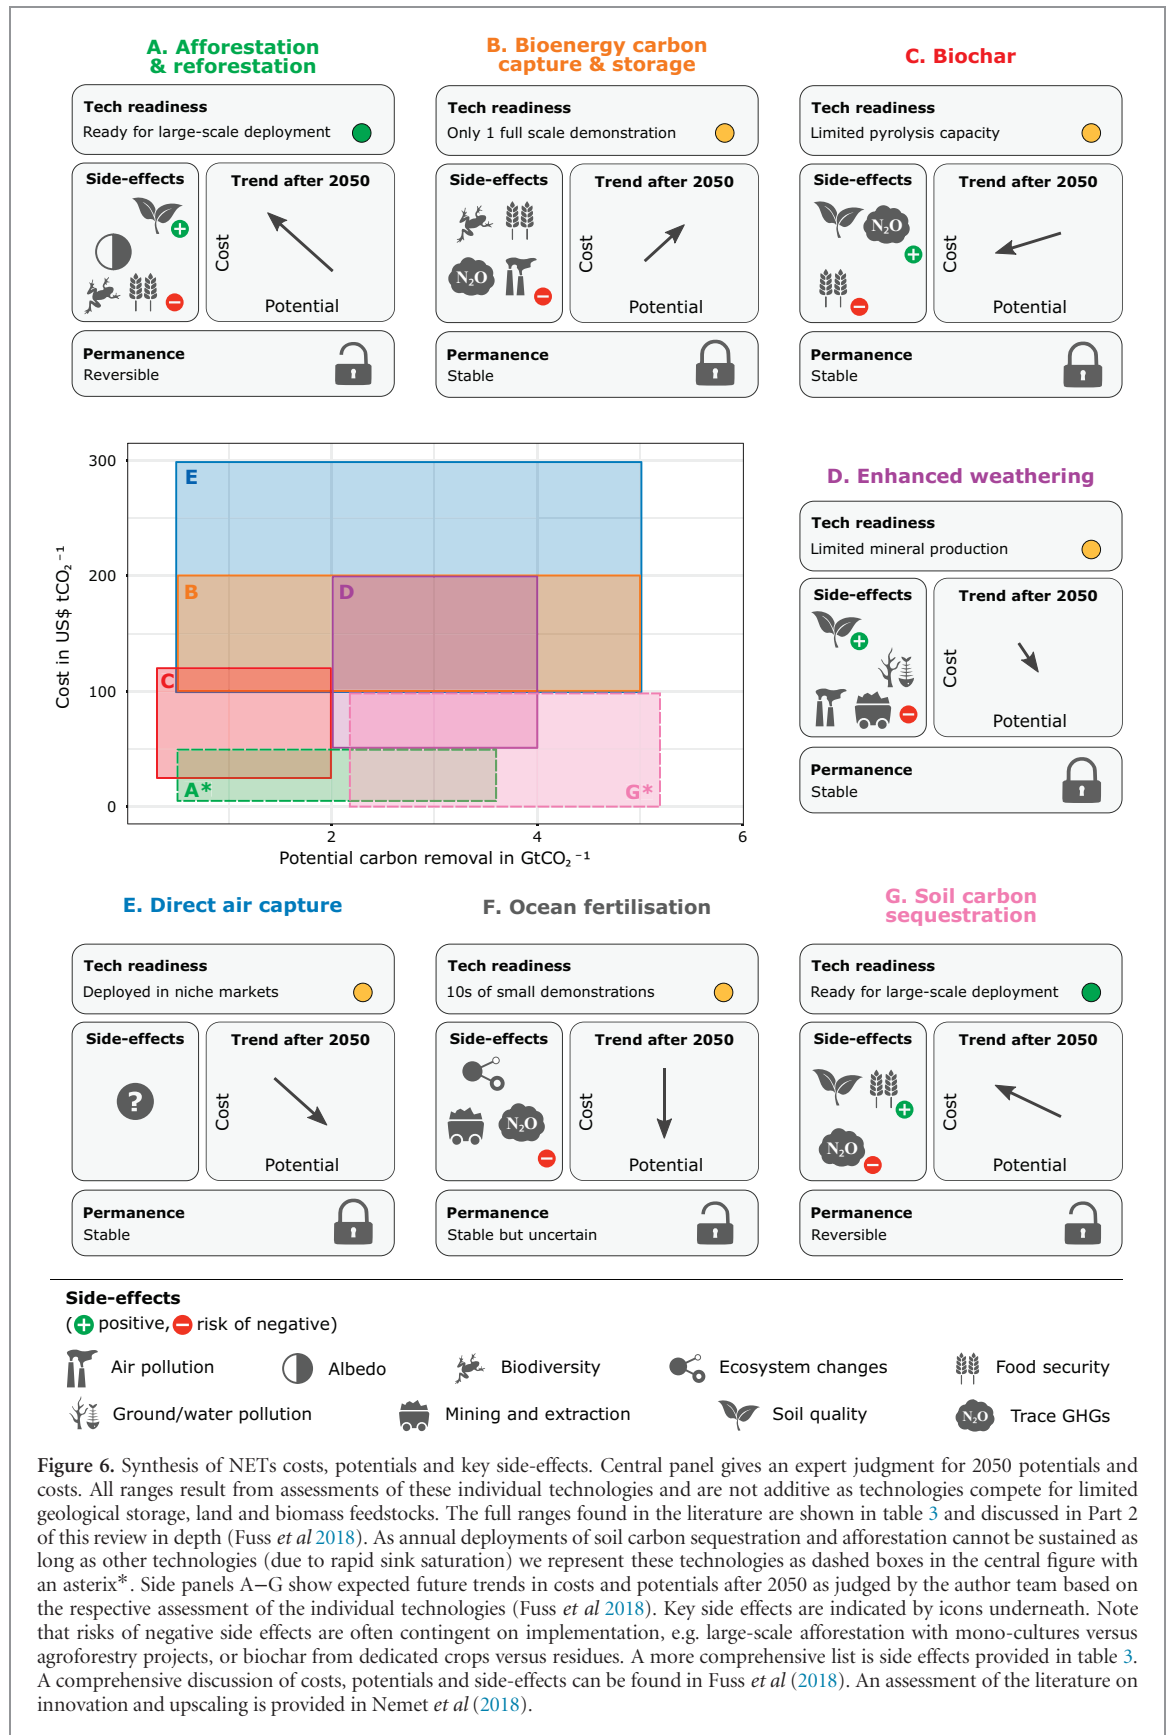 A. Afforestation
& reforestation
Tech readiness
Ready for large-scale deployment
Side-effects
Trend after 2050
Cost
Potential
Permanence
Reversible
B. Bioenergy carbon
capture & storage
Tech readiness
Only 1 full scale demonstration
Side-effects
N₂O
Trend after 2050
Cost
Potential
Permanence
Stable
C. Biochar
Tech readiness
Limited pyrolysis capacity
Side-effects
N₂O
Trend after 2050
Cost
Potential
Permanence
Stable
Cost in US$ tCO₂⁻¹
300
200
100
0
E
B
D
C
A*
G*
2
4
6
Potential carbon removal in GtCO₂⁻¹
D. Enhanced weathering
Tech readiness
Limited mineral production
Side-effects
Trend after 2050
Cost
Potential
Permanence
Stable
E. Direct air capture
Tech readiness
Deployed in niche markets
Side-effects
?
Trend after 2050
Cost
Potential
Permanence
Stable
F. Ocean fertilisation
Tech readiness
10s of small demonstrations
Side-effects
N₂O
Trend after 2050
Cost
Potential
Permanence
Stable but uncertain
G. Soil carbon
sequestration
Tech readiness
Ready for large-scale deployment
Side-effects
N₂O
Trend after 2050
Cost
Potential
Permanence
Reversible
Side-effects
(+ positive, − risk of negative)
Air pollution
Albedo
Biodiversity
Ecosystem changes
Food security
Ground/water pollution
Mining and extraction
Soil quality
N₂O Trace GHGs
Figure 6. Synthesis of NETs costs, potentials and key side-effects. Central panel gives an expert judgment for 2050 potentials and
costs. All ranges result from assessments of these individual technologies and are not additive as technologies compete for limited
geological storage, land and biomass feedstocks. The full ranges found in the literature are shown in table 3 and discussed in Part 2
of this review in depth (Fuss et al 2018). As annual deployments of soil carbon sequestration and afforestation cannot be sustained as
long as other technologies (due to rapid sink saturation) we represent these technologies as dashed boxes in the central figure with
an asterix*. Side panels A–G show expected future trends in costs and potentials after 2050 as judged by the author team based on
the respective assessment of the individual technologies (Fuss et al 2018). Key side effects are indicated by icons underneath. Note
that risks of negative side effects are often contingent on implementation, e.g. large-scale afforestation with mono-cultures versus
agroforestry projects, or biochar from dedicated crops versus residues. A more comprehensive list is side effects provided in table 3.
A comprehensive discussion of costs, potentials and side-effects can be found in Fuss et al (2018). An assessment of the literature on
innovation and upscaling is provided in Nemet et al (2018).